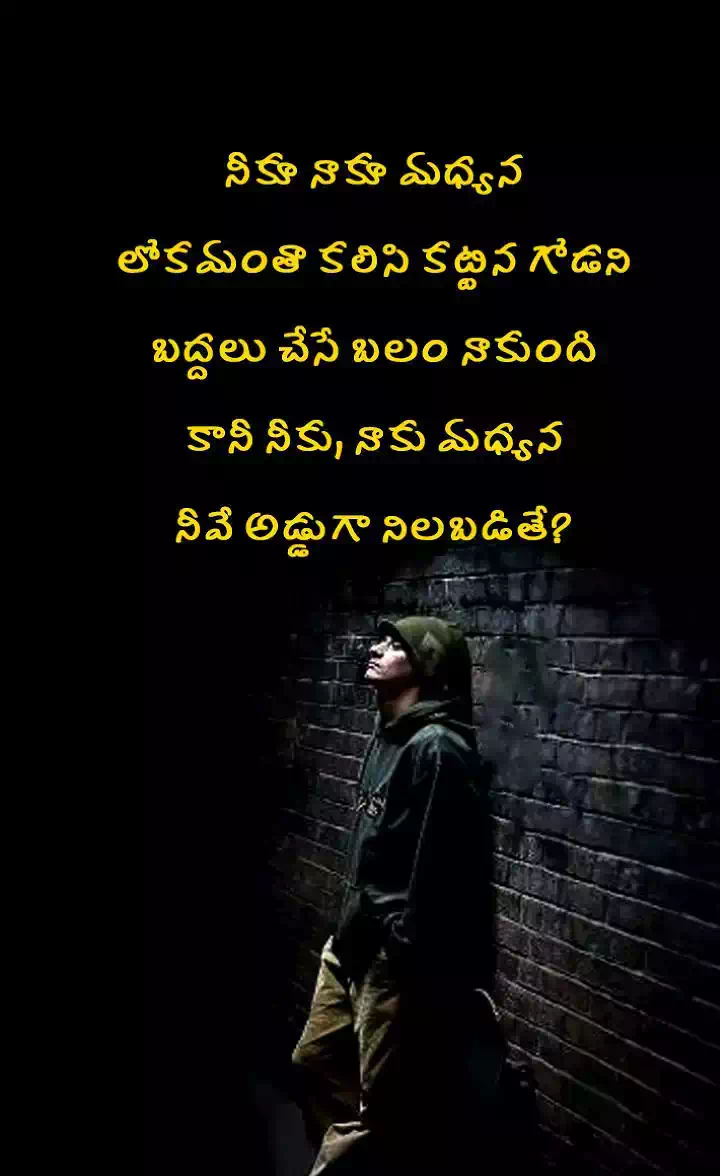 నీకూ నాకూ మధ్యన
లోకమంతా కలిసి కట్టిన గోడని
బద్దలు చేసే బలం నాకుంది
కానీ నీకు, నాకు మధ్యన
నీవే అడ్డుగా నిలబడితే?